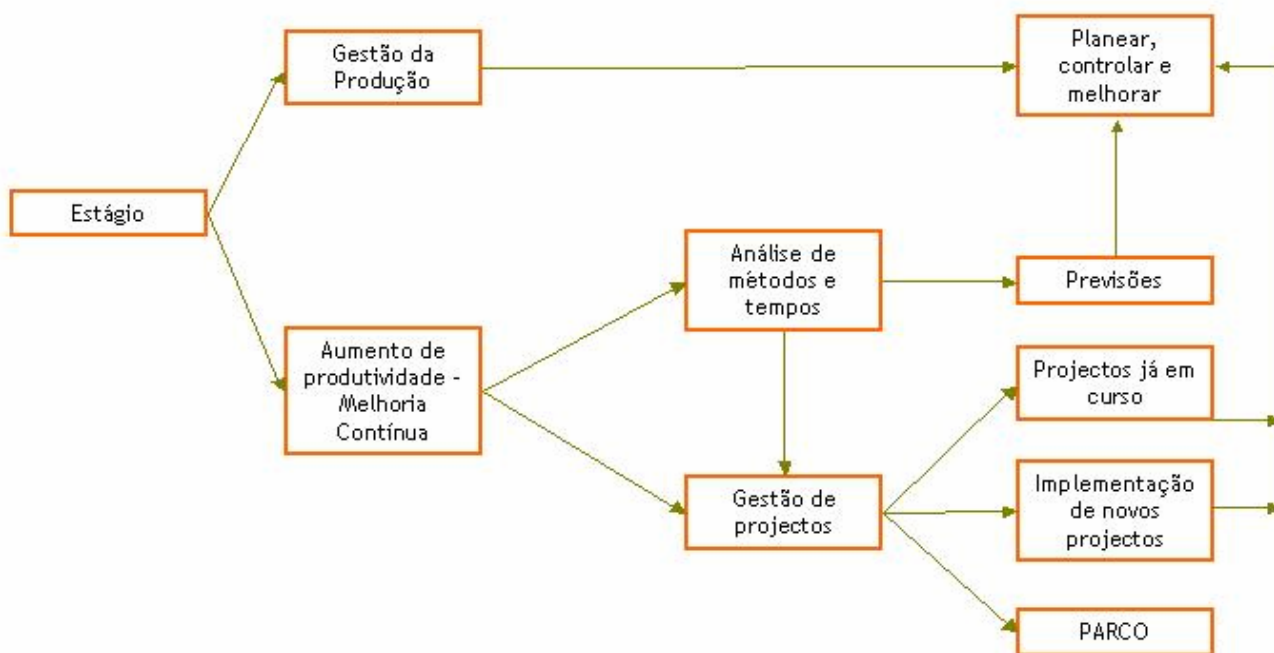 Gestão da
Produção
Planear,
controlar e
melhorar
Estágio
Análise de
métodos e
tempos
Previsões
Aumento de
produtividade -
Melhoria
Contínua
Projectos já em
curso
Gestão de
projectos
Implementação
de novos
projectos
PARCO